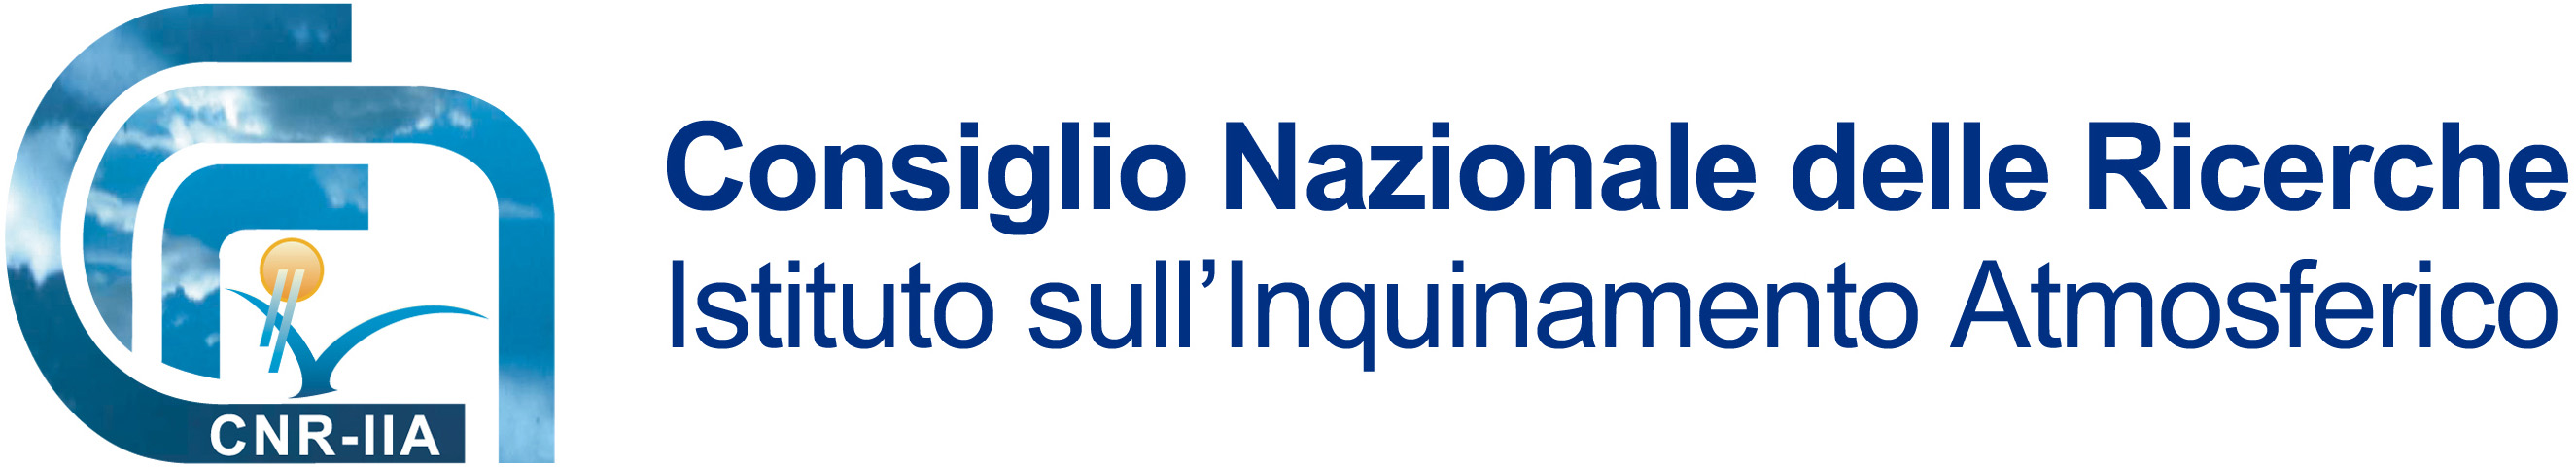 Consiglio Nazionale delle Ricerche
Istituto sull’Inquinamento Atmosferico
CNR-IIA